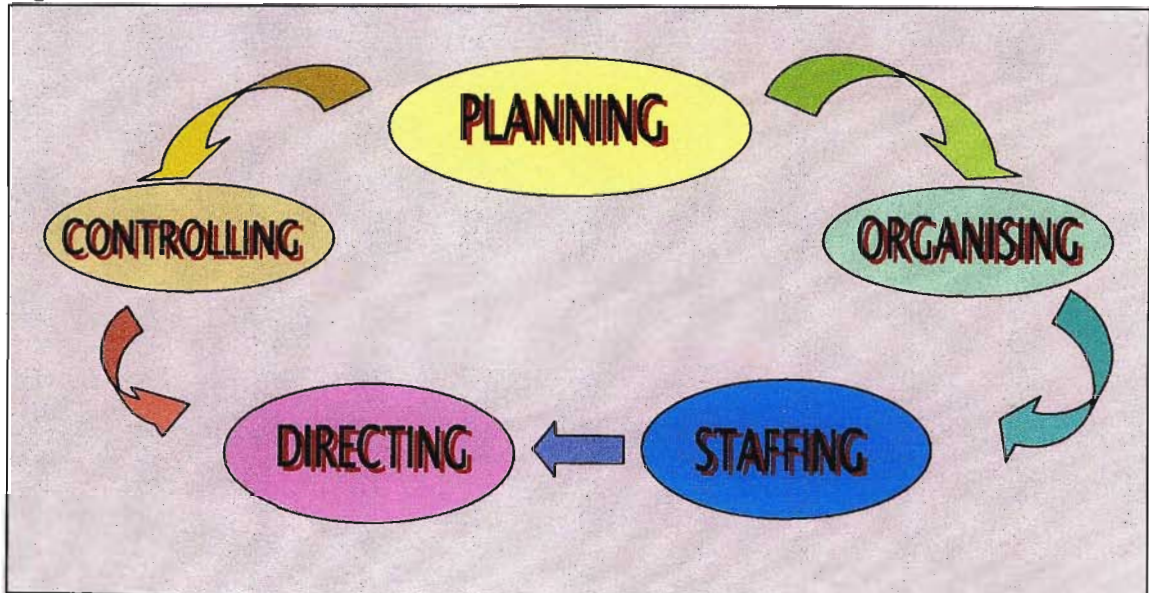 PLANNING
CONTROLLING
ORGANISING
DIRECTING
STAFFING